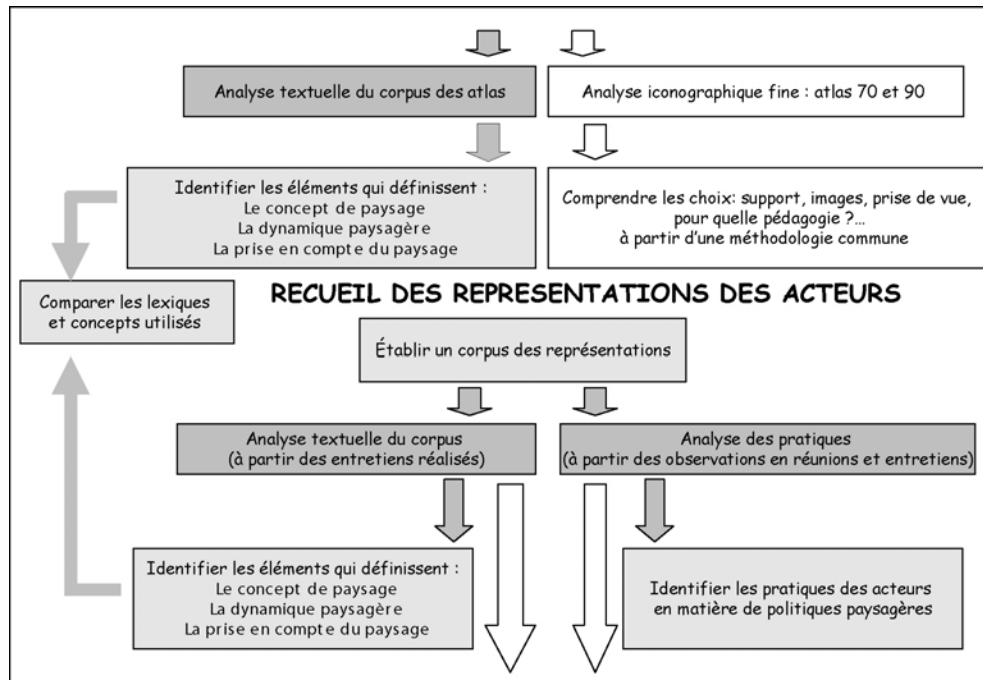 Analyse textuelle du corpus des atlas
Analyse iconographique fine : atlas 70 et 90
Identifier les éléments qui définissent :
Le concept de paysage
La dynamique paysagère
La prise en compte du paysage
Comprendre les choix: support, images, prise de vue,
pour quelle pédagogie ?...
à partir d'une méthodologie commune
Comparer les lexiques
et concepts utilisés
RECUEIL DES REPRESENTATIONS DES ACTEURS
Établir un corpus des représentations
Analyse textuelle du corpus
(à partir des entretiens réalisés)
Analyse des pratiques
(à partir des observations en réunions et entretiens)
Identifier les éléments qui définissent :
Le concept de paysage
La dynamique paysagère
La prise en compte du paysage
Identifier les pratiques des acteurs
en matière de politiques paysagères